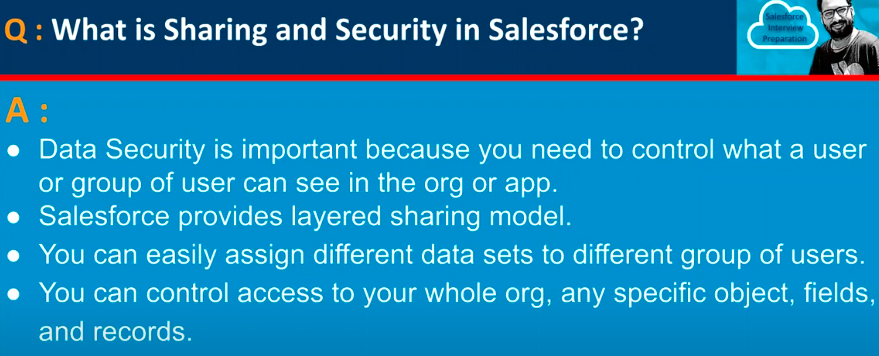 Q : What is Sharing and Security in Salesforce?
Salesforce
Interview
Preparation
A :
● Data Security is important because you need to control what a user
or group of user can see in the org or app.
● Salesforce provides layered sharing model.
● You can easily assign different data sets to different group of users.
● You can control access to your whole org, any specific object, fields,
and records.